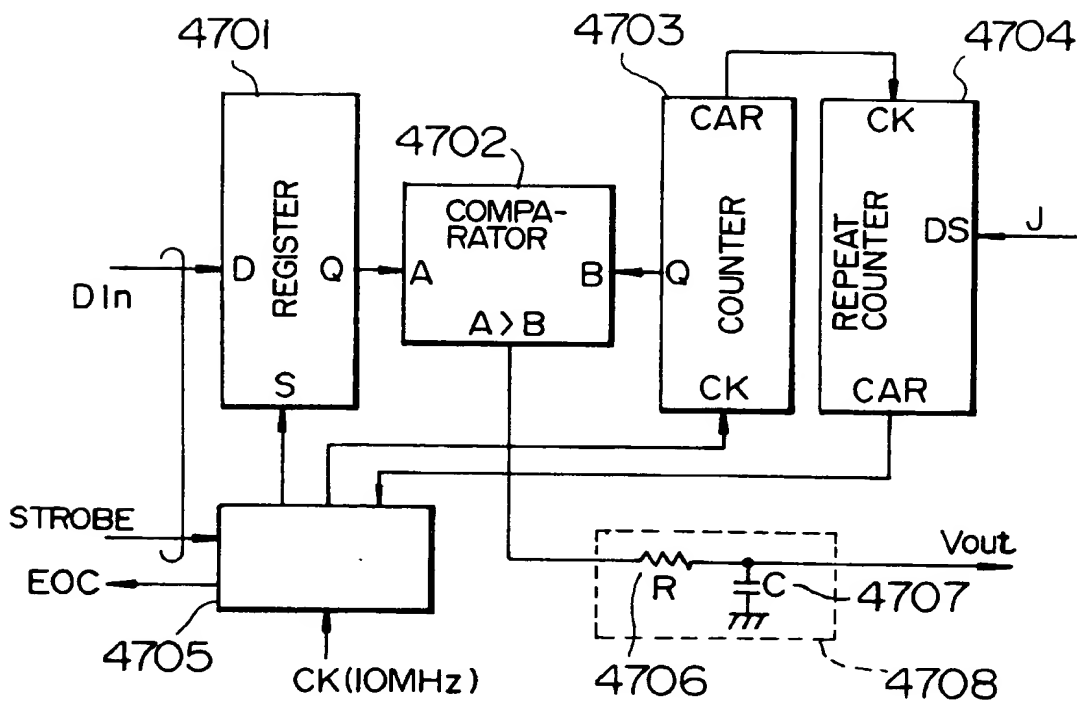 4701
4703
4704
4702
CAR
CK
REGISTER
COMPA-
RATOR
COUNTER
REPEAT
COUNTER
DS
J
D
Q
A
B
Q
DIn
A > B
S
CK
CAR
STROBE
EOC
Vout
R
C
4707
4705
CK(10MHz)
4706
4708